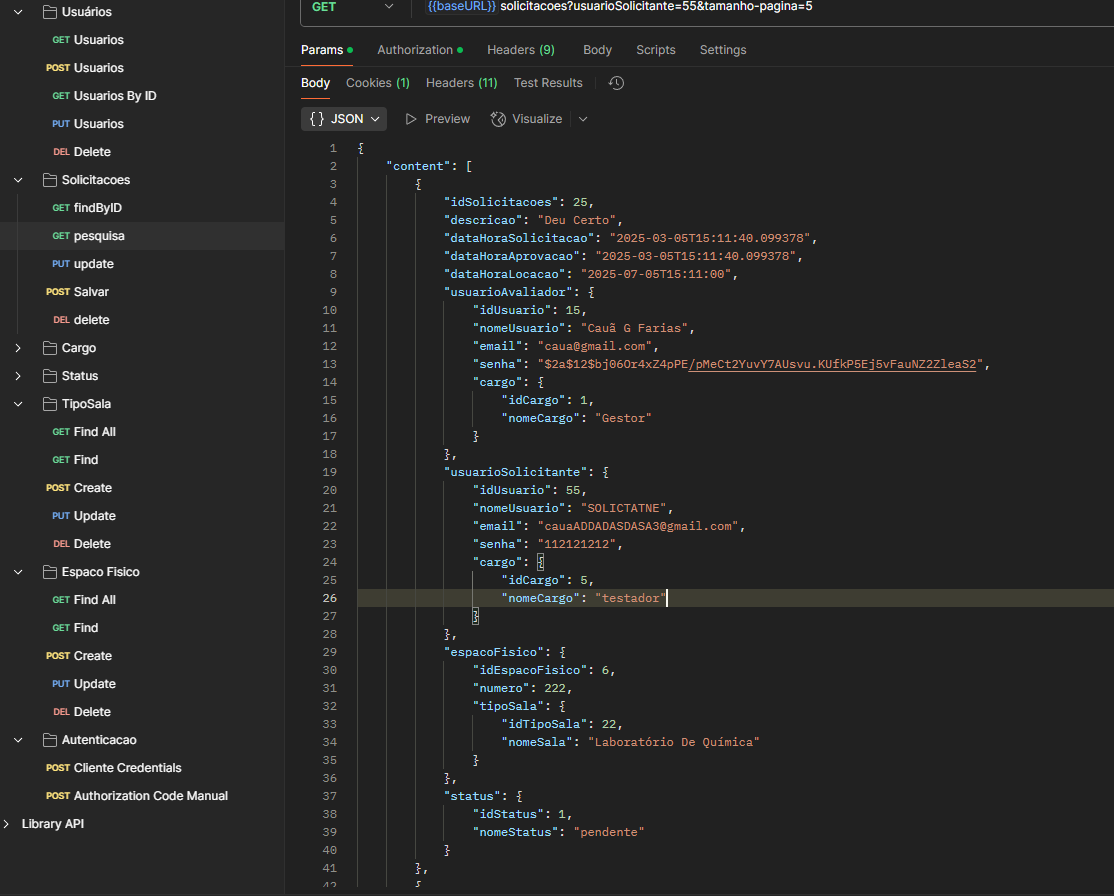 Usuários
GET Usuarios
POST Usuarios
GET Usuarios By ID
PUT Usuarios
DEL Delete
Solicitacoes
GET findByID
GET pesquisa
PUT update
POST Salvar
DEL delete
Cargo
Status
TipoSala
GET Find All
GET Find
POST Create
PUT Update
DEL Delete
Espaco Fisico
GET Find All
GET Find
POST Create
PUT Update
DEL Delete
Autenticacao
POST Cliente Credentials
POST Authorization Code Manual
Library API
GET {{baseURL}} solicitacoes?usuarioSolicitante=55&tamanho-pagina=5
Params Authorization Headers (9) Body Scripts Settings
Body Cookies (1) Headers (11) Test Results
{} JSON Preview Visualize
1 {
2 "content": [
3 {
4 "idSolicitacoes": 25,
5 "descricao": "Deu Certo",
6 "dataHoraSolicitacao": "2025-03-05T15:11:40.099378",
7 "dataHoraAprovacao": "2025-03-05T15:11:40.099378",
8 "dataHoraLocacao": "2025-07-05T15:11:00",
9 "usuarioAvaliador": {
10 "idUsuario": 15,
11 "nomeUsuario": "Cauã G Farias",
12 "email": "caua@gmail.com",
13 "senha": "$2a$12$bj06Or4xZ4pPE/pMeCt2YuvY7AUsvu.KUfkP5Ej5vFauNZ2ZleaS2",
14 "cargo": {
15 "idCargo": 1,
16 "nomeCargo": "Gestor"
17 }
18 },
19 "usuarioSolicitante": {
20 "idUsuario": 55,
21 "nomeUsuario": "SOLICTATNE",
22 "email": "cauaADDADASDASA3@gmail.com",
23 "senha": "112121212",
24 "cargo": {
25 "idCargo": 5,
26 "nomeCargo": "testador"
27 }
28 },
29 "espacoFisico": {
30 "idEspacoFisico": 6,
31 "numero": 222,
32 "tipoSala": {
33 "idTipoSala": 22,
34 "nomeSala": "Laboratório De Química"
35 }
36 },
37 "status": {
38 "idStatus": 1,
39 "nomeStatus": "pendente"
40 }
41 },
42 {